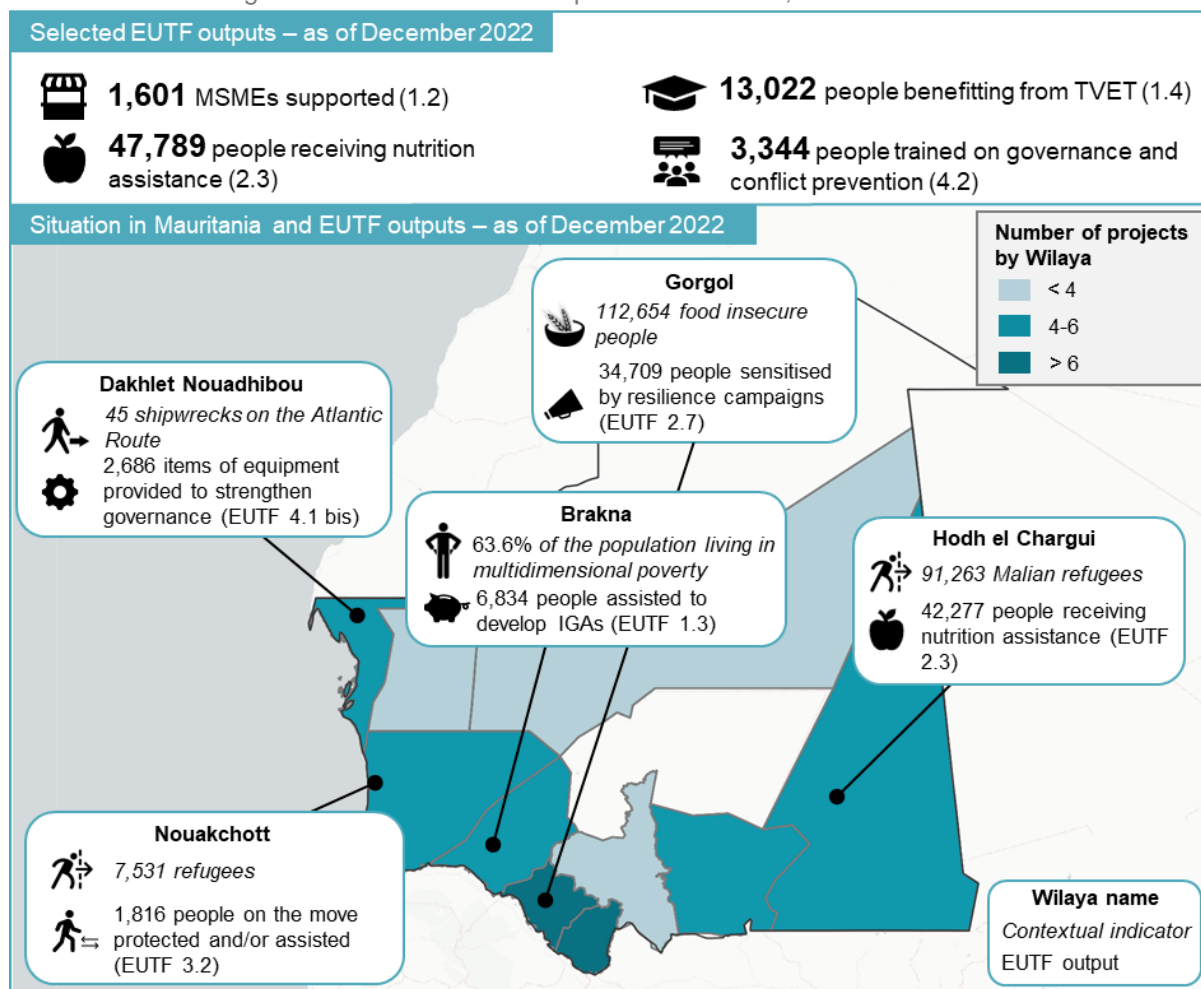 Selected EUTF outputs – as of December 2022
1,601 MSMEs supported (1.2)
47,789 people receiving nutrition
assistance (2.3)
13,022 people benefitting from TVET (1.4)
3,344 people trained on governance and
conflict prevention (4.2)
Situation in Mauritania and EUTF outputs – as of December 2022
Number of projects
by Wilaya
< 4
4-6
> 6
Gorgol
112,654 food insecure
people
34,709 people sensitised
by resilience campaigns
(EUTF 2.7)
Dakhlet Nouadhibou
45 shipwrecks on the Atlantic
Route
2,686 items of equipment
provided to strengthen
governance (EUTF 4.1 bis)
Brakna
63.6% of the population living in
multidimensional poverty
6,834 people assisted to
develop IGAs (EUTF 1.3)
Hodh el Chargui
91,263 Malian refugees
42,277 people receiving
nutrition assistance (EUTF
2.3)
Nouakchott
7,531 refugees
1,816 people on the move
protected and/or assisted
(EUTF 3.2)
Wilaya name
Contextual indicator
EUTF output